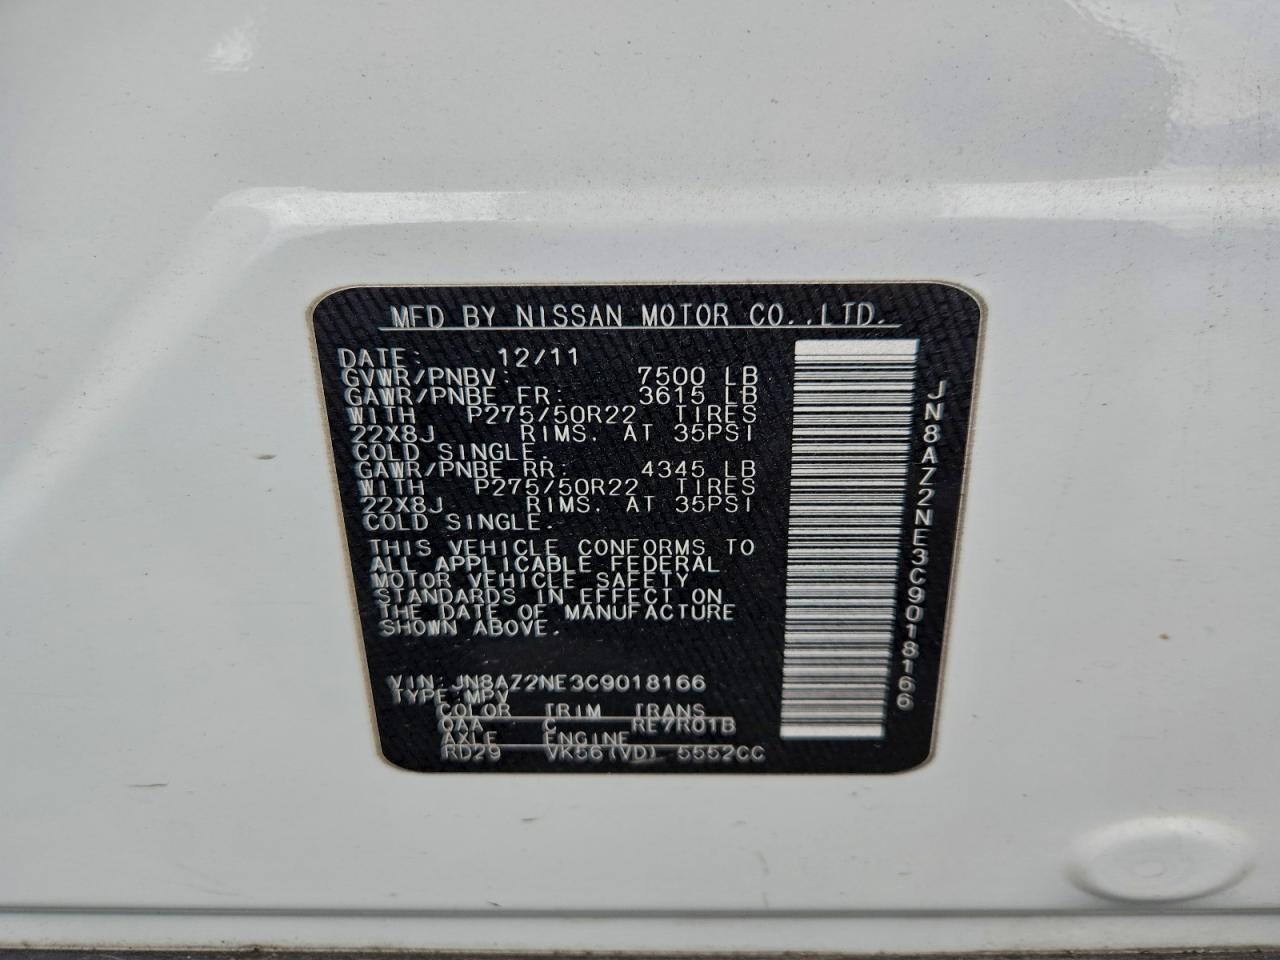 MFD BY NISSAN MOTOR CO.,LTD.
DATE: 12/11
GVWR/PNBV: 7500 LB
GAWR/PNBE FR: 3615 LB
WITH P275/50R22 TIRES
22X8J RIMS. AT 35PSI
COLD SINGLE.
GAWR/PNBE RR: 4345 LB
WITH P275/50R22 TIRES
22X8J RIMS. AT 35PSI
COLD SINGLE.
THIS VEHICLE CONFORMS TO
ALL APPLICABLE FEDERAL
MOTOR VEHICLE SAFETY
STANDARDS IN EFFECT ON
THE DATE OF MANUFACTURE
SHOWN ABOVE.
VIN:JN8AZ2NE3C9018166
TYPE:MPV
COLOR TRIM TRANS
QAA C RE7R01B
AXLE ENGINE
RD29 VK56(VD) 5552CC
JN8AZ2NE3C9018166